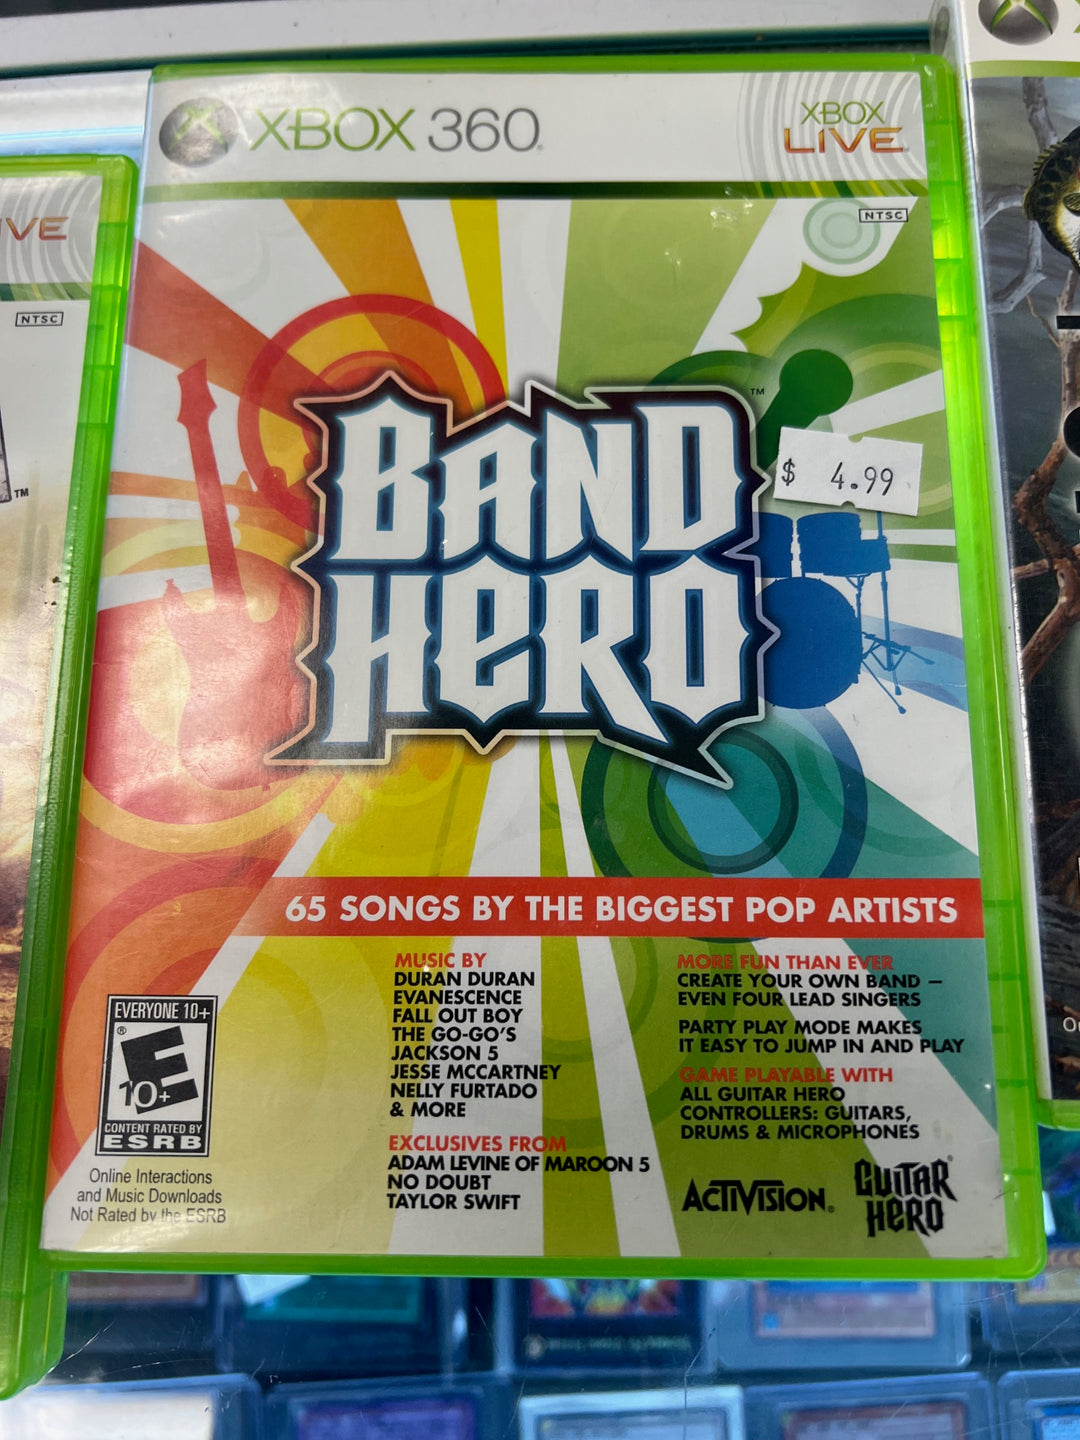 XBOX 360
XBOX
LIVE
NTSC
IVE
NTSC
TM
BAND
HERO
TM
$ 4.99
65 SONGS BY THE BIGGEST POP ARTISTS
MUSIC BY
DURAN DURAN
EVANESCENCE
FALL OUT BOY
THE GO-GO'S
JACKSON 5
JESSE MCCARTNEY
NELLY FURTADO
& MORE
EXCLUSIVES FROM
ADAM LEVINE OF MAROON 5
NO DOUBT
TAYLOR SWIFT
MORE FUN THAN EVER
CREATE YOUR OWN BAND –
EVEN FOUR LEAD SINGERS
PARTY PLAY MODE MAKES
IT EASY TO JUMP IN AND PLAY
GAME PLAYABLE WITH
ALL GUITAR HERO
CONTROLLERS: GUITARS,
DRUMS & MICROPHONES
EVERYONE 10+
®
E
10+
CONTENT RATED BY
ESRB
Online Interactions
and Music Downloads
Not Rated by the ESRB
ACTIVISION®
GUITAR
HERO®